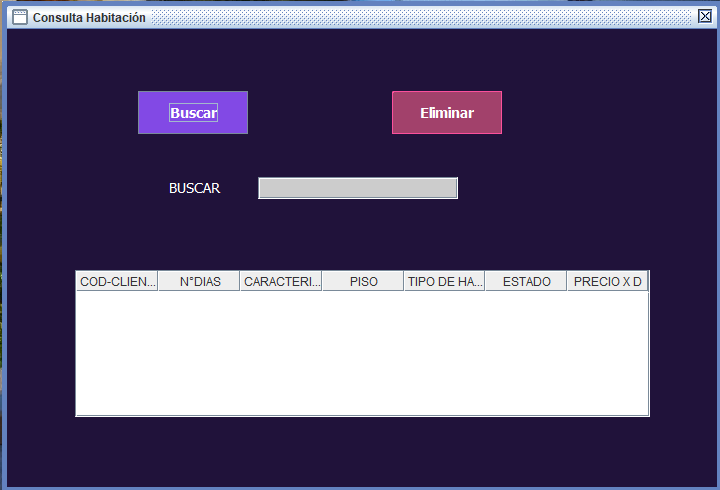 Consulta Habitación
Buscar Eliminar
BUSCAR
COD-CLIEN... N°DIAS CARACTERI... PISO TIPO DE HA... ESTADO PRECIO X D